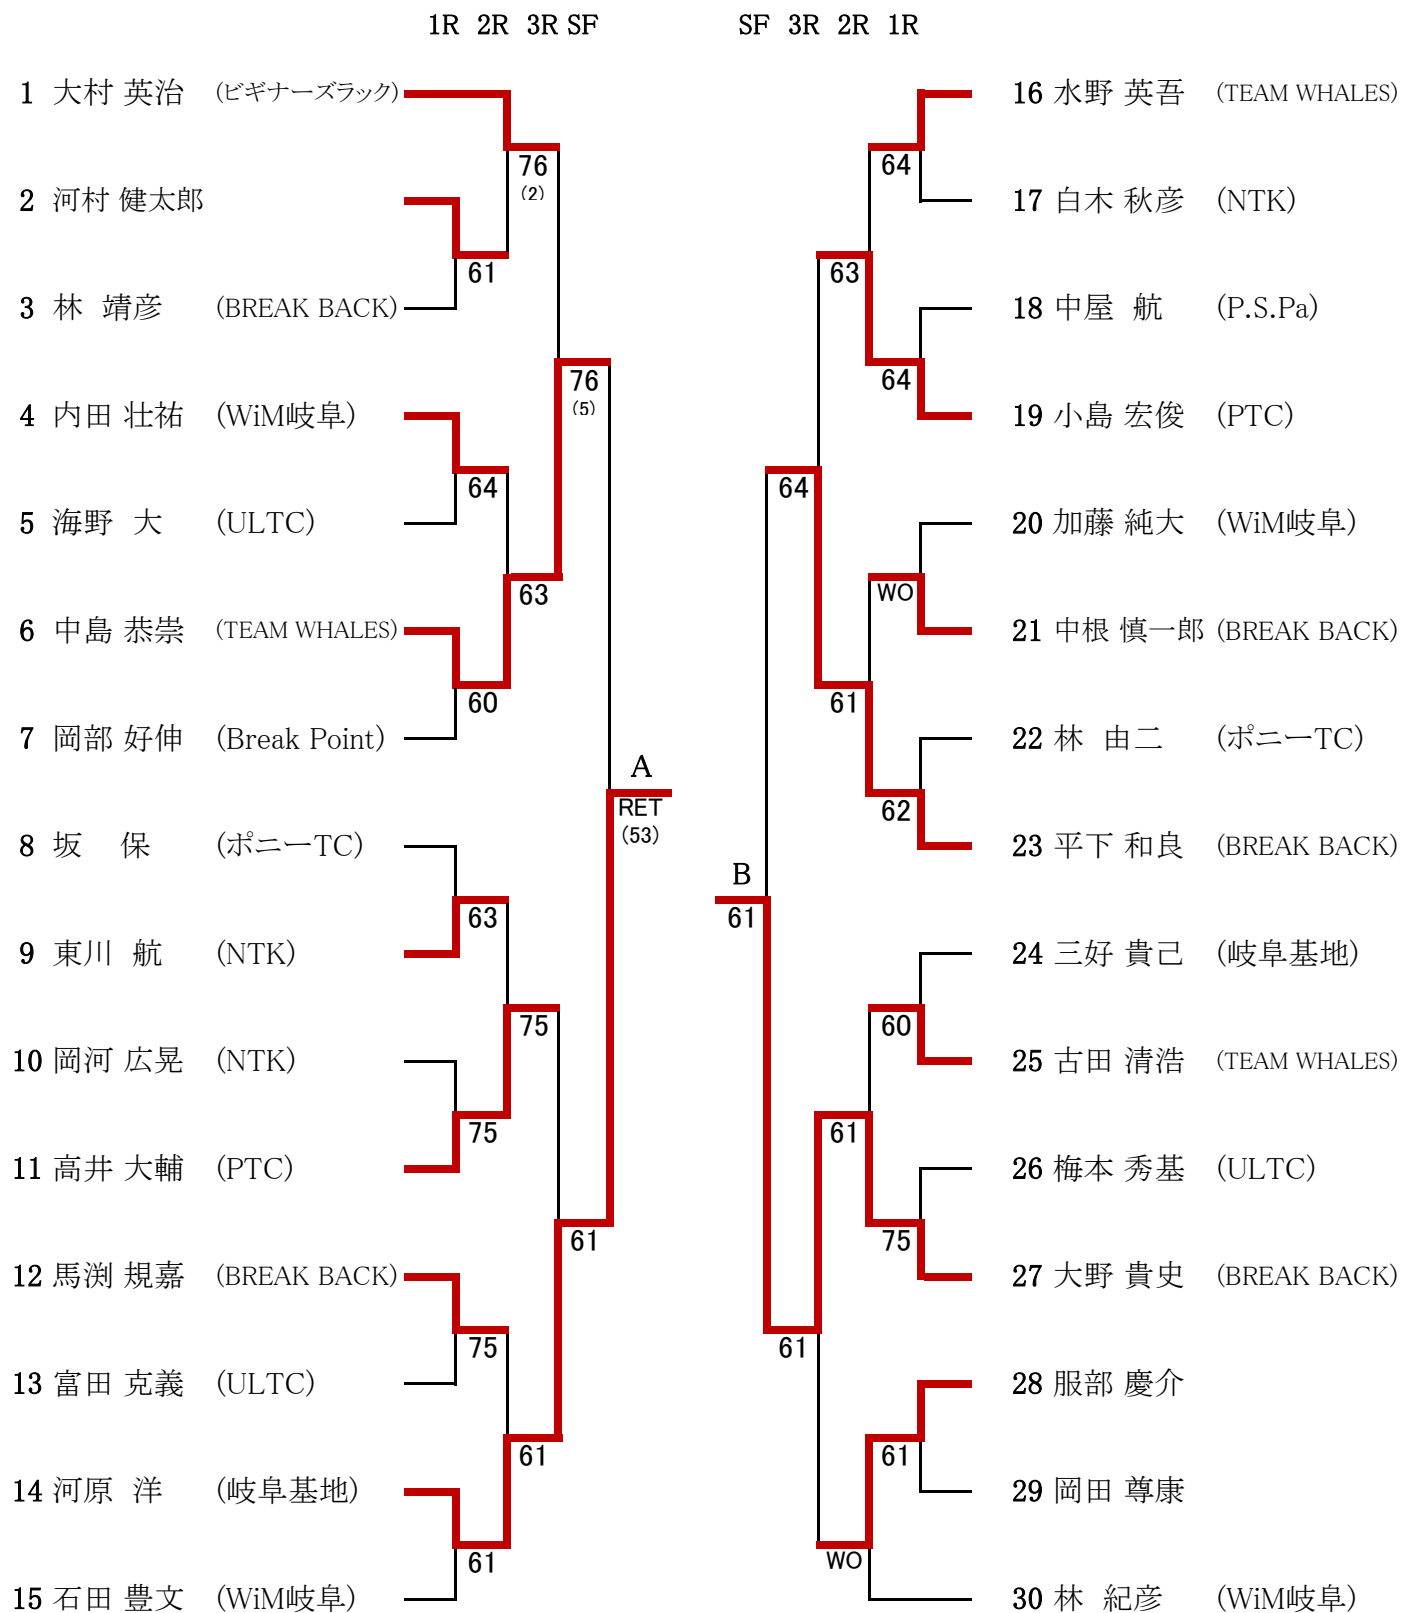 1R 2R 3R SF SF 3R 2R 1R
1 大村 英治 (ビギナーズラック) 16 水野 英吾 (TEAM WHALES)
76 64
(2)
2 河村 健太郎 17 白木 秋彦 (NTK)
61 63
3 林 靖彦 (BREAK BACK) 18 中屋 航 (P.S.Pa)
76 64
(5)
4 内田 壮祐 (WiM岐阜) 19 小島 宏俊 (PTC)
64 64
5 海野 大 (ULTC) 20 加藤 純大 (WiM岐阜)
63 WO
6 中島 恭崇 (TEAM WHALES) 21 中根 慎一郎 (BREAK BACK)
60 61
7 岡部 好伸 (Break Point) 22 林 由二 (ポニーTC)
A
RET 62
(53)
8 坂 保 (ポニーTC) 23 平下 和良 (BREAK BACK)
B
63 61
9 東川 航 (NTK) 24 三好 貴己 (岐阜基地)
75 60
10 岡河 広晃 (NTK) 25 古田 清浩 (TEAM WHALES)
75 61
11 高井 大輔 (PTC) 26 梅本 秀基 (ULTC)
61 75
12 馬渕 規嘉 (BREAK BACK) 27 大野 貴史 (BREAK BACK)
75 61
13 富田 克義 (ULTC) 28 服部 慶介
61 61
14 河原 洋 (岐阜基地) 29 岡田 尊康
61 WO
15 石田 豊文 (WiM岐阜) 30 林 紀彦 (WiM岐阜)